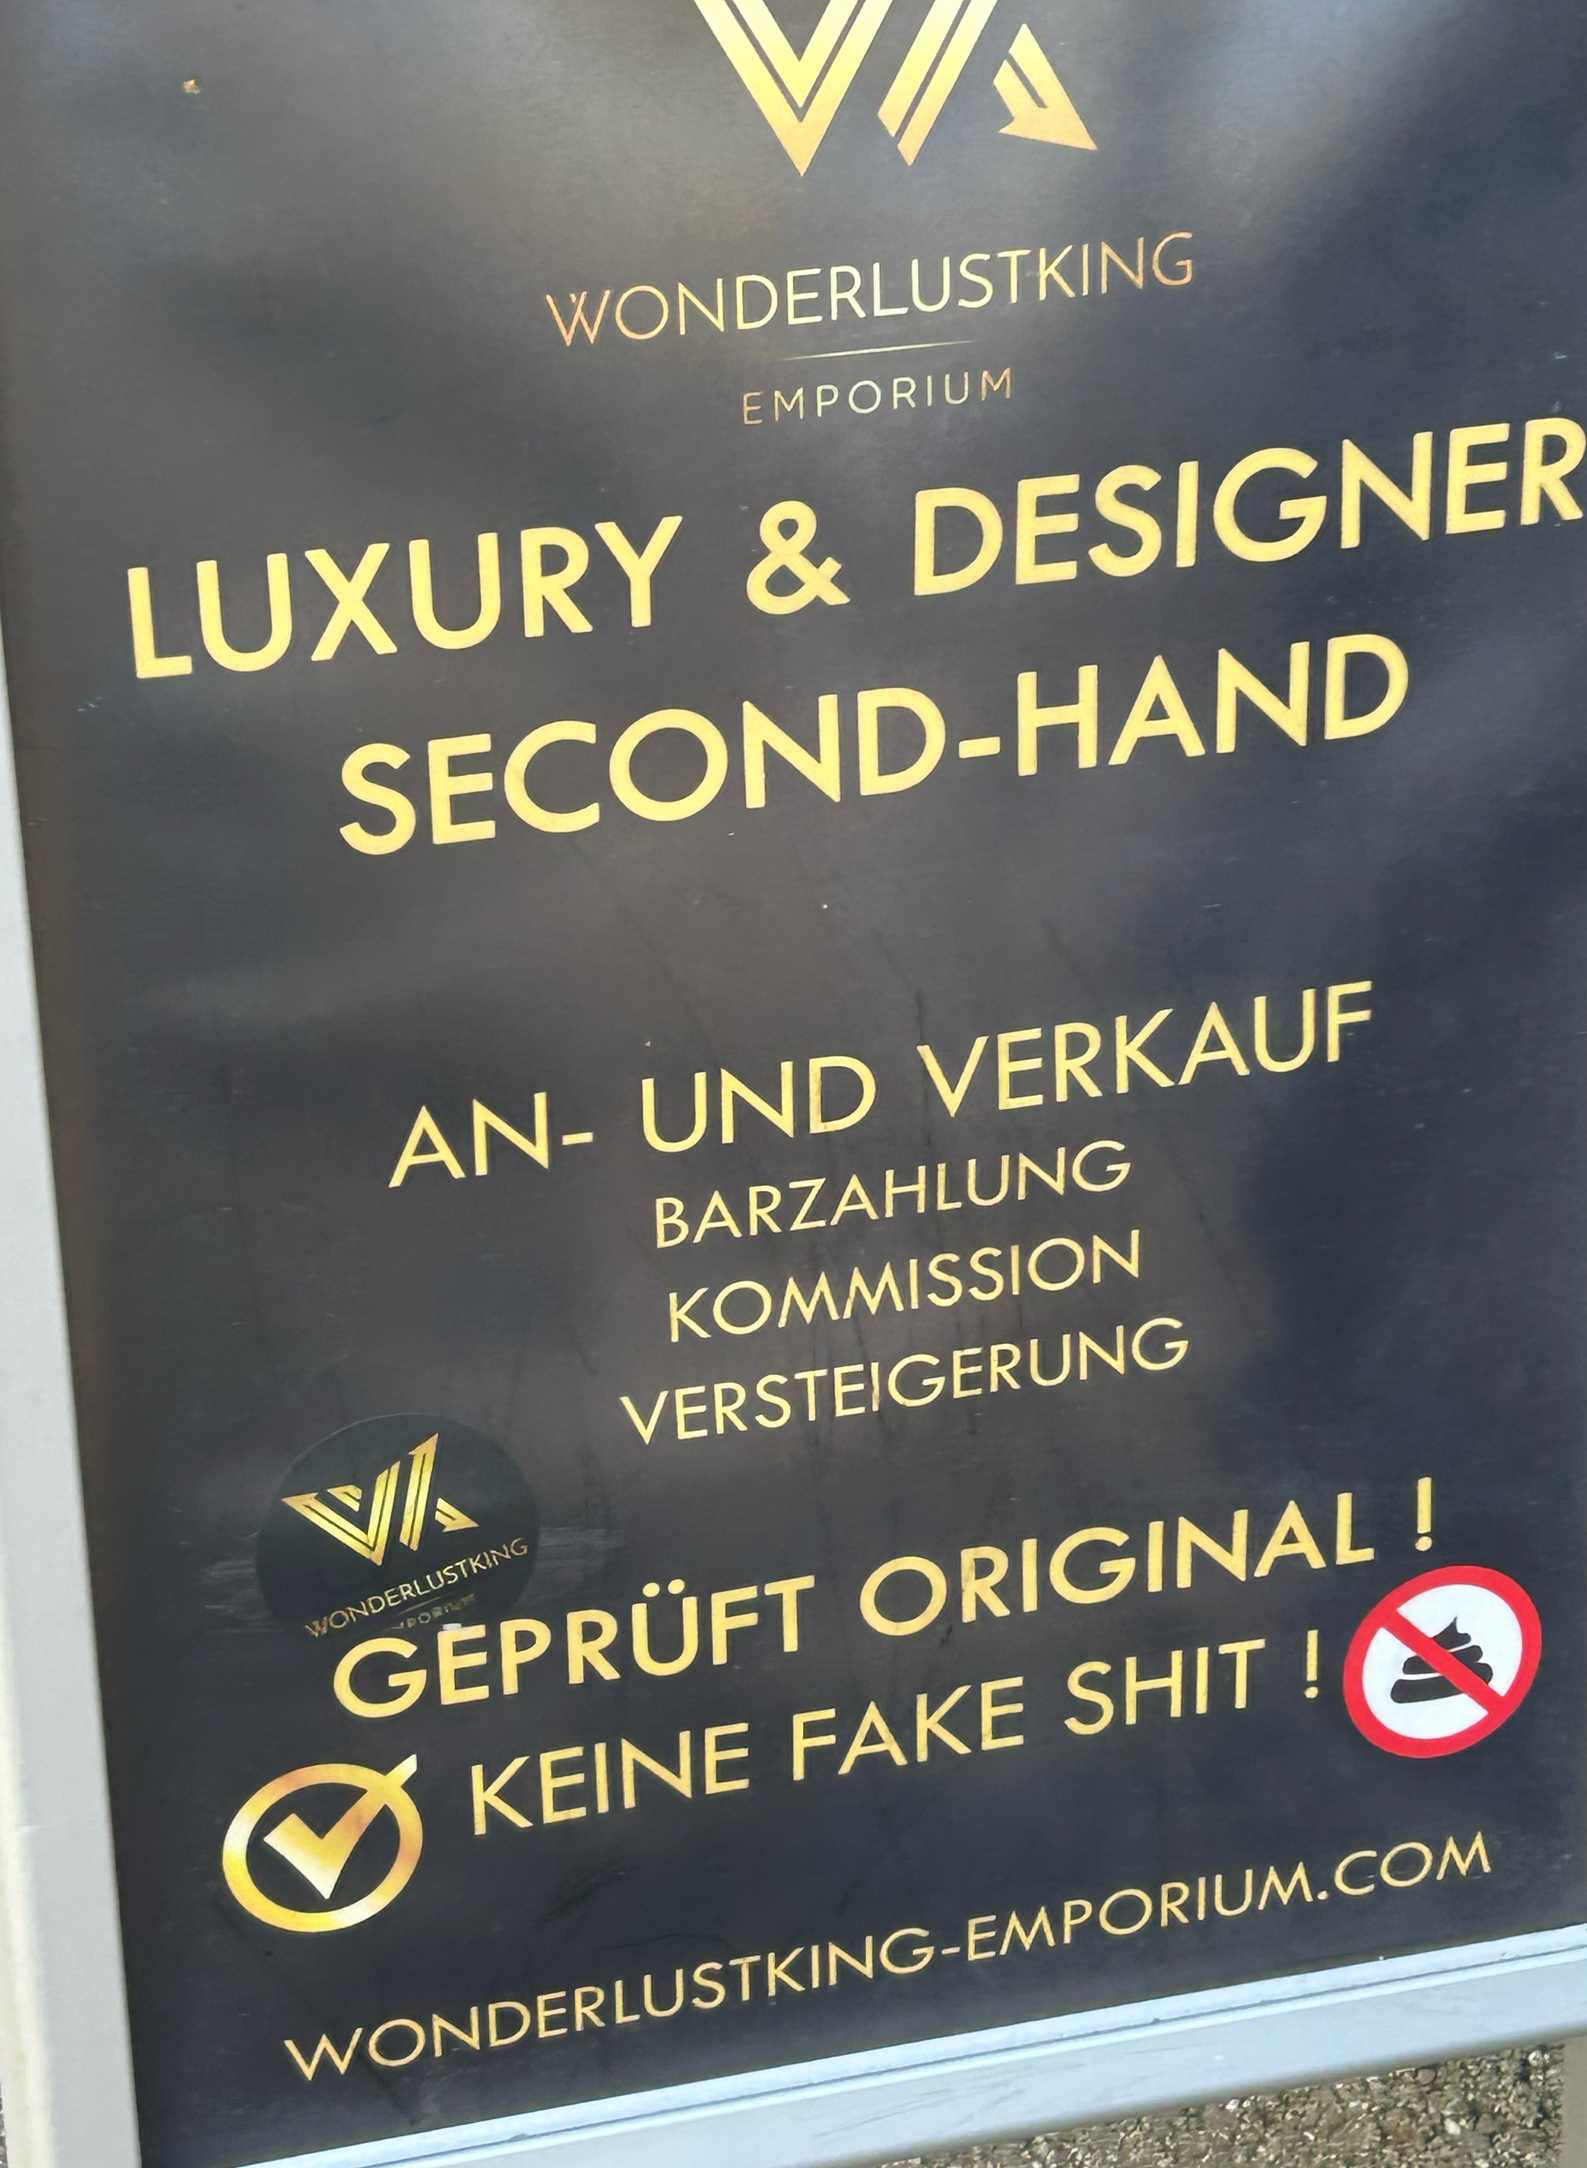 WONDERLUSTKING
EMPORIUM
LUXURY & DESIGNER
SECOND-HAND
AN- UND VERKAUF
BARZAHLUNG
KOMMISSION
VERSTEIGERUNG
WONDERLUSTKING
EMPORIUM
GEPRÜFT ORIGINAL !
KEINE FAKE SHIT !
WONDERLUSTKING-EMPORIUM.COM